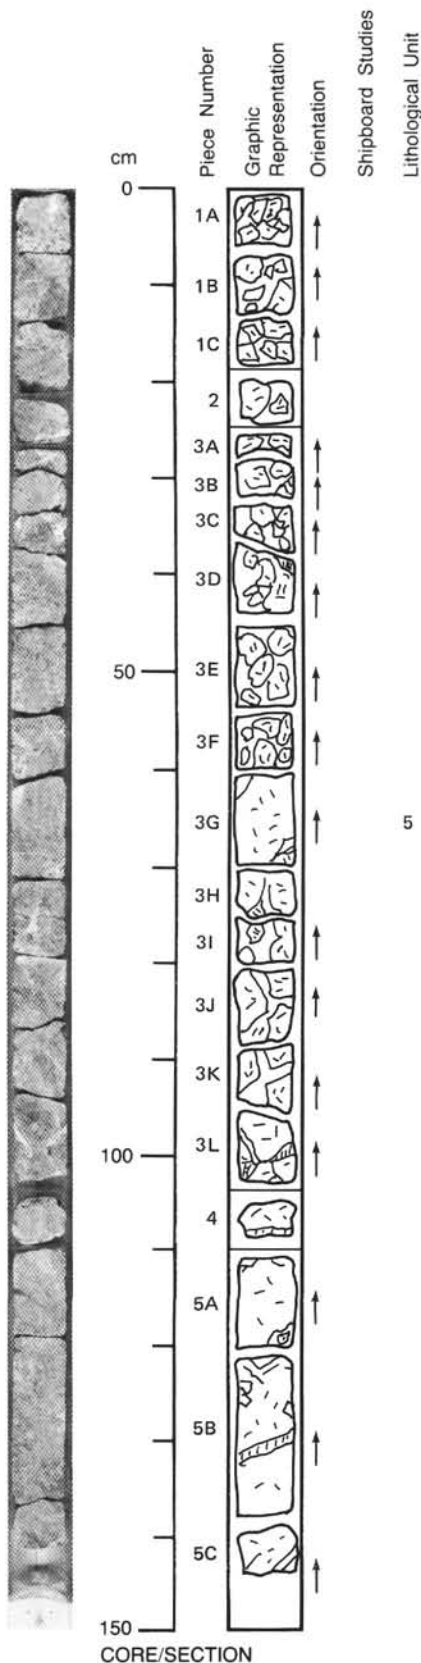 cm
Piece Number
Graphic
Representation
Orientation
Shipboard Studies
Lithological Unit
0
1A
1B
1C
2
3A
3B
3C
3D
50
3E
3F
3G
5
3H
3I
3J
3K
3L
100
4
5A
5B
5C
150
CORE/SECTION